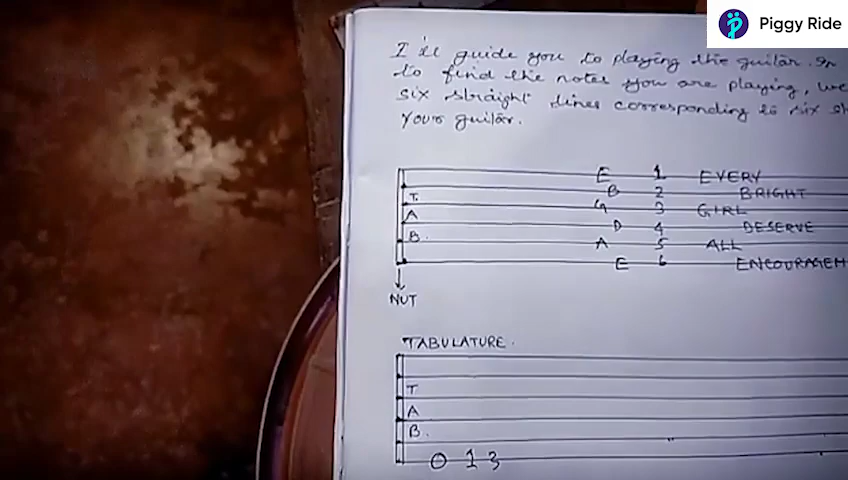 Piggy Ride
I'll guide you to playing the guitar. In
to find the notes you are playing, we
six straight lines corresponding to six st
your guitar.
E 1 EVERY
B 2 BRIGHT
T. G 3 GIRL
A D 4 DESERVE
B. A 5 ALL
E 6 ENCOURAGEM
NUT
TABULATURE.
T
A
B.
0 1 3